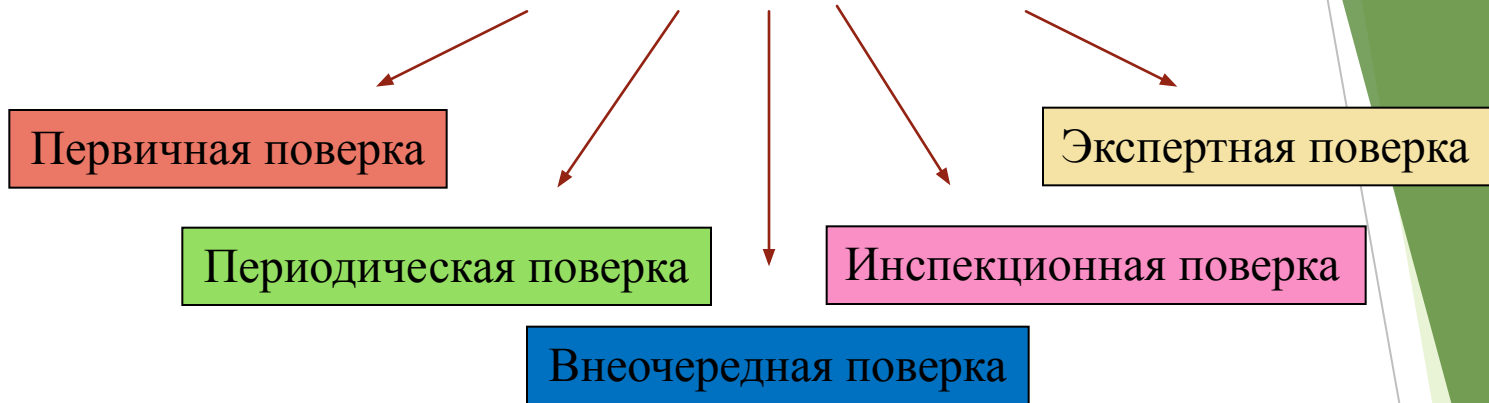 Первичная поверка
Экспертная поверка
Периодическая поверка
Инспекционная поверка
Внеочередная поверка